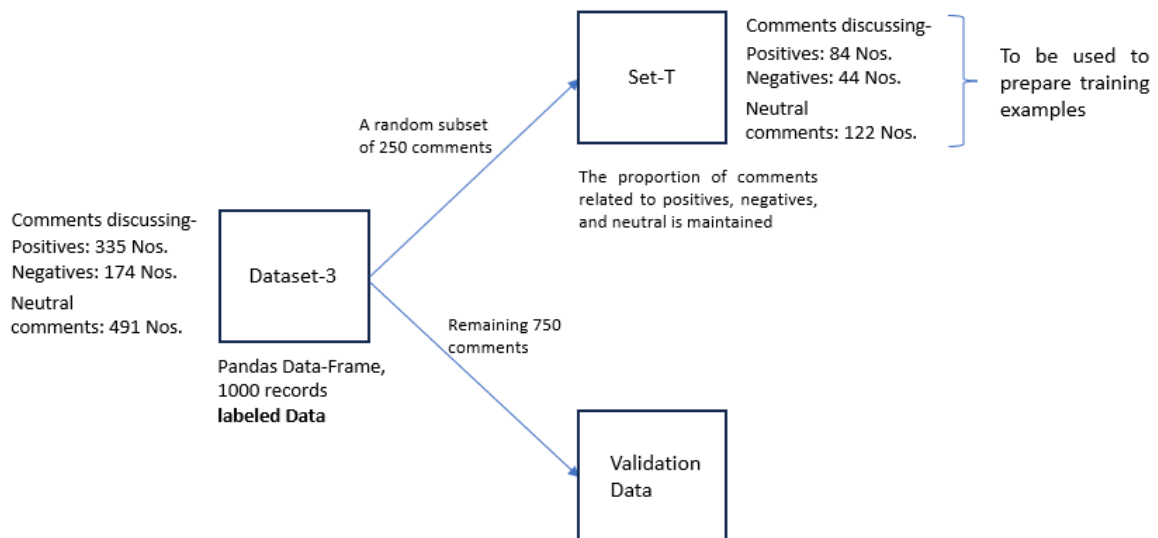 Comments discussing-
Positives: 84 Nos.
Negatives: 44 Nos.
Neutral
comments: 122 Nos.
Set-T
To be used to
prepare training
examples
A random subset
of 250 comments
The proportion of comments
related to positives, negatives,
and neutral is maintained
Comments discussing-
Positives: 335 Nos.
Negatives: 174 Nos.
Neutral
comments: 491 Nos.
Dataset-3
Pandas Data-Frame,
1000 records
labeled Data
Remaining 750
comments
Validation
Data